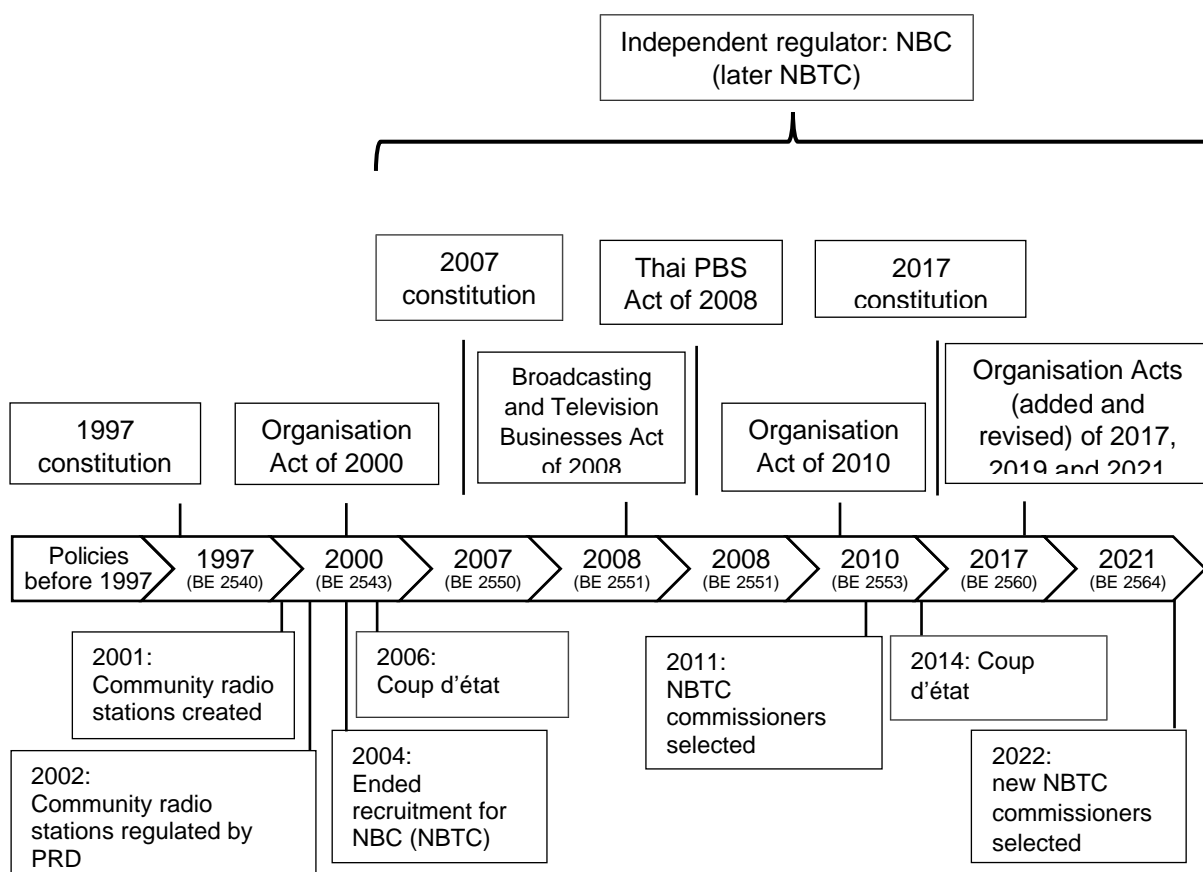 Independent regulator: NBC
(later NBTC)
2007
constitution
Thai PBS
Act of 2008
2017
constitution
1997
constitution
Organisation
Act of 2000
Broadcasting
and Television
Businesses Act
of 2008
Organisation
Act of 2010
Organisation Acts
(added and
revised) of 2017,
2019 and 2021
Policies
before 1997
1997
(BE 2540)
2000
(BE 2543)
2007
(BE 2550)
2008
(BE 2551)
2008
(BE 2551)
2010
(BE 2553)
2017
(BE 2560)
2021
(BE 2564)
2001:
Community radio
stations created
2006:
Coup d’état
2011:
NBTC
commissioners
selected
2014: Coup
d’état
2002:
Community radio
stations regulated by
PRD
2004:
Ended
recruitment for
NBC (NBTC)
2022:
new NBTC
commissioners
selected